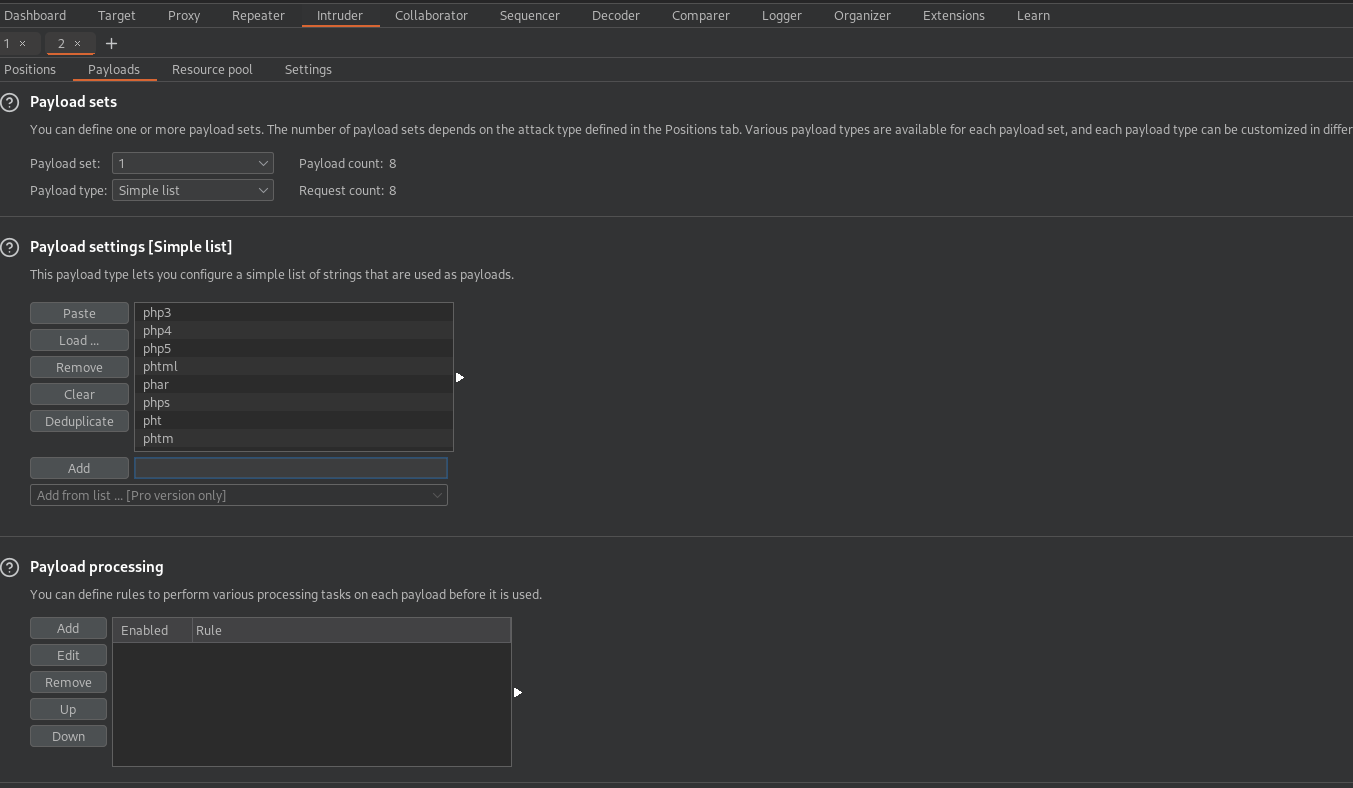 Dashboard Target Proxy Repeater Intruder Collaborator Sequencer Decoder Comparer Logger Organizer Extensions Learn
1 × 2 × +
Positions Payloads Resource pool Settings
? Payload sets
You can define one or more payload sets. The number of payload sets depends on the attack type defined in the Positions tab. Various payload types are available for each payload set, and each payload type can be customized in differ
Payload set: 1 Payload count: 8
Payload type: Simple list Request count: 8
? Payload settings [Simple list]
This payload type lets you configure a simple list of strings that are used as payloads.
Paste php3
php4
Load ... php5
Remove phtml
Clear phar
phps
Deduplicate pht
phtm
Add
Add from list ... [Pro version only]
? Payload processing
You can define rules to perform various processing tasks on each payload before it is used.
Add Enabled Rule
Edit
Remove
Up
Down